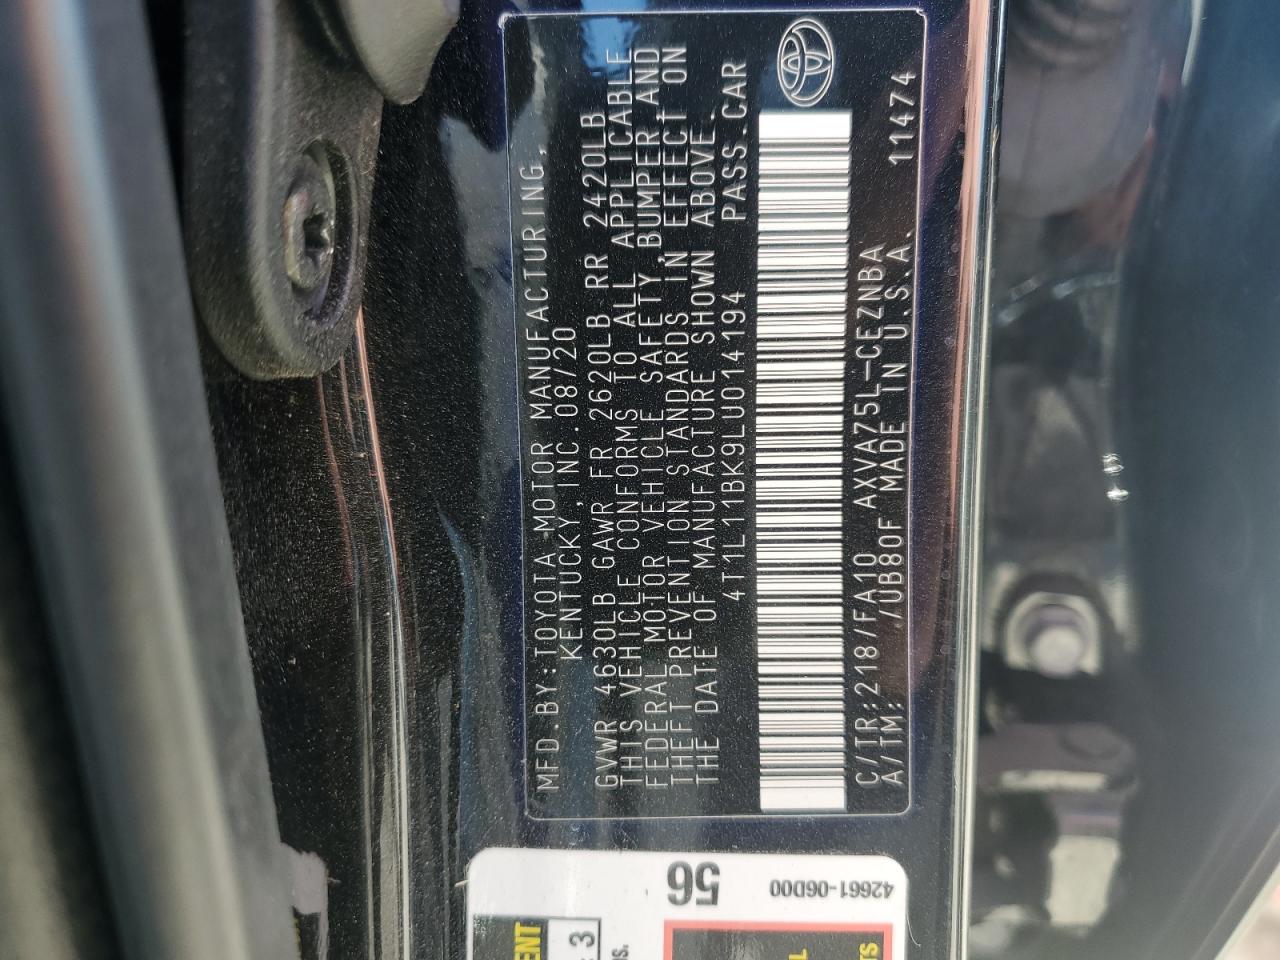 MFD.BY:TOYOTA MOTOR MANUFACTURING,
KENTUCKY,INC.08/20
GVWR 4630LB GAWR FR 2620LB RR 2420LB
THIS VEHICLE CONFORMS TO ALL APPLICABLE
FEDERAL MOTOR VEHICLE SAFETY,BUMPER AND
THEFT PREVENTION STANDARDS IN EFFECT ON
THE DATE OF MANUFACTURE SHOWN ABOVE.
4T1L11BK9LU014194 PASS.CAR
C/TR:218/FA10 AXVA75L-CEZNBA
A/TM: /UB80F MADE IN U.S.A. 11474
56
42661-06D00
3